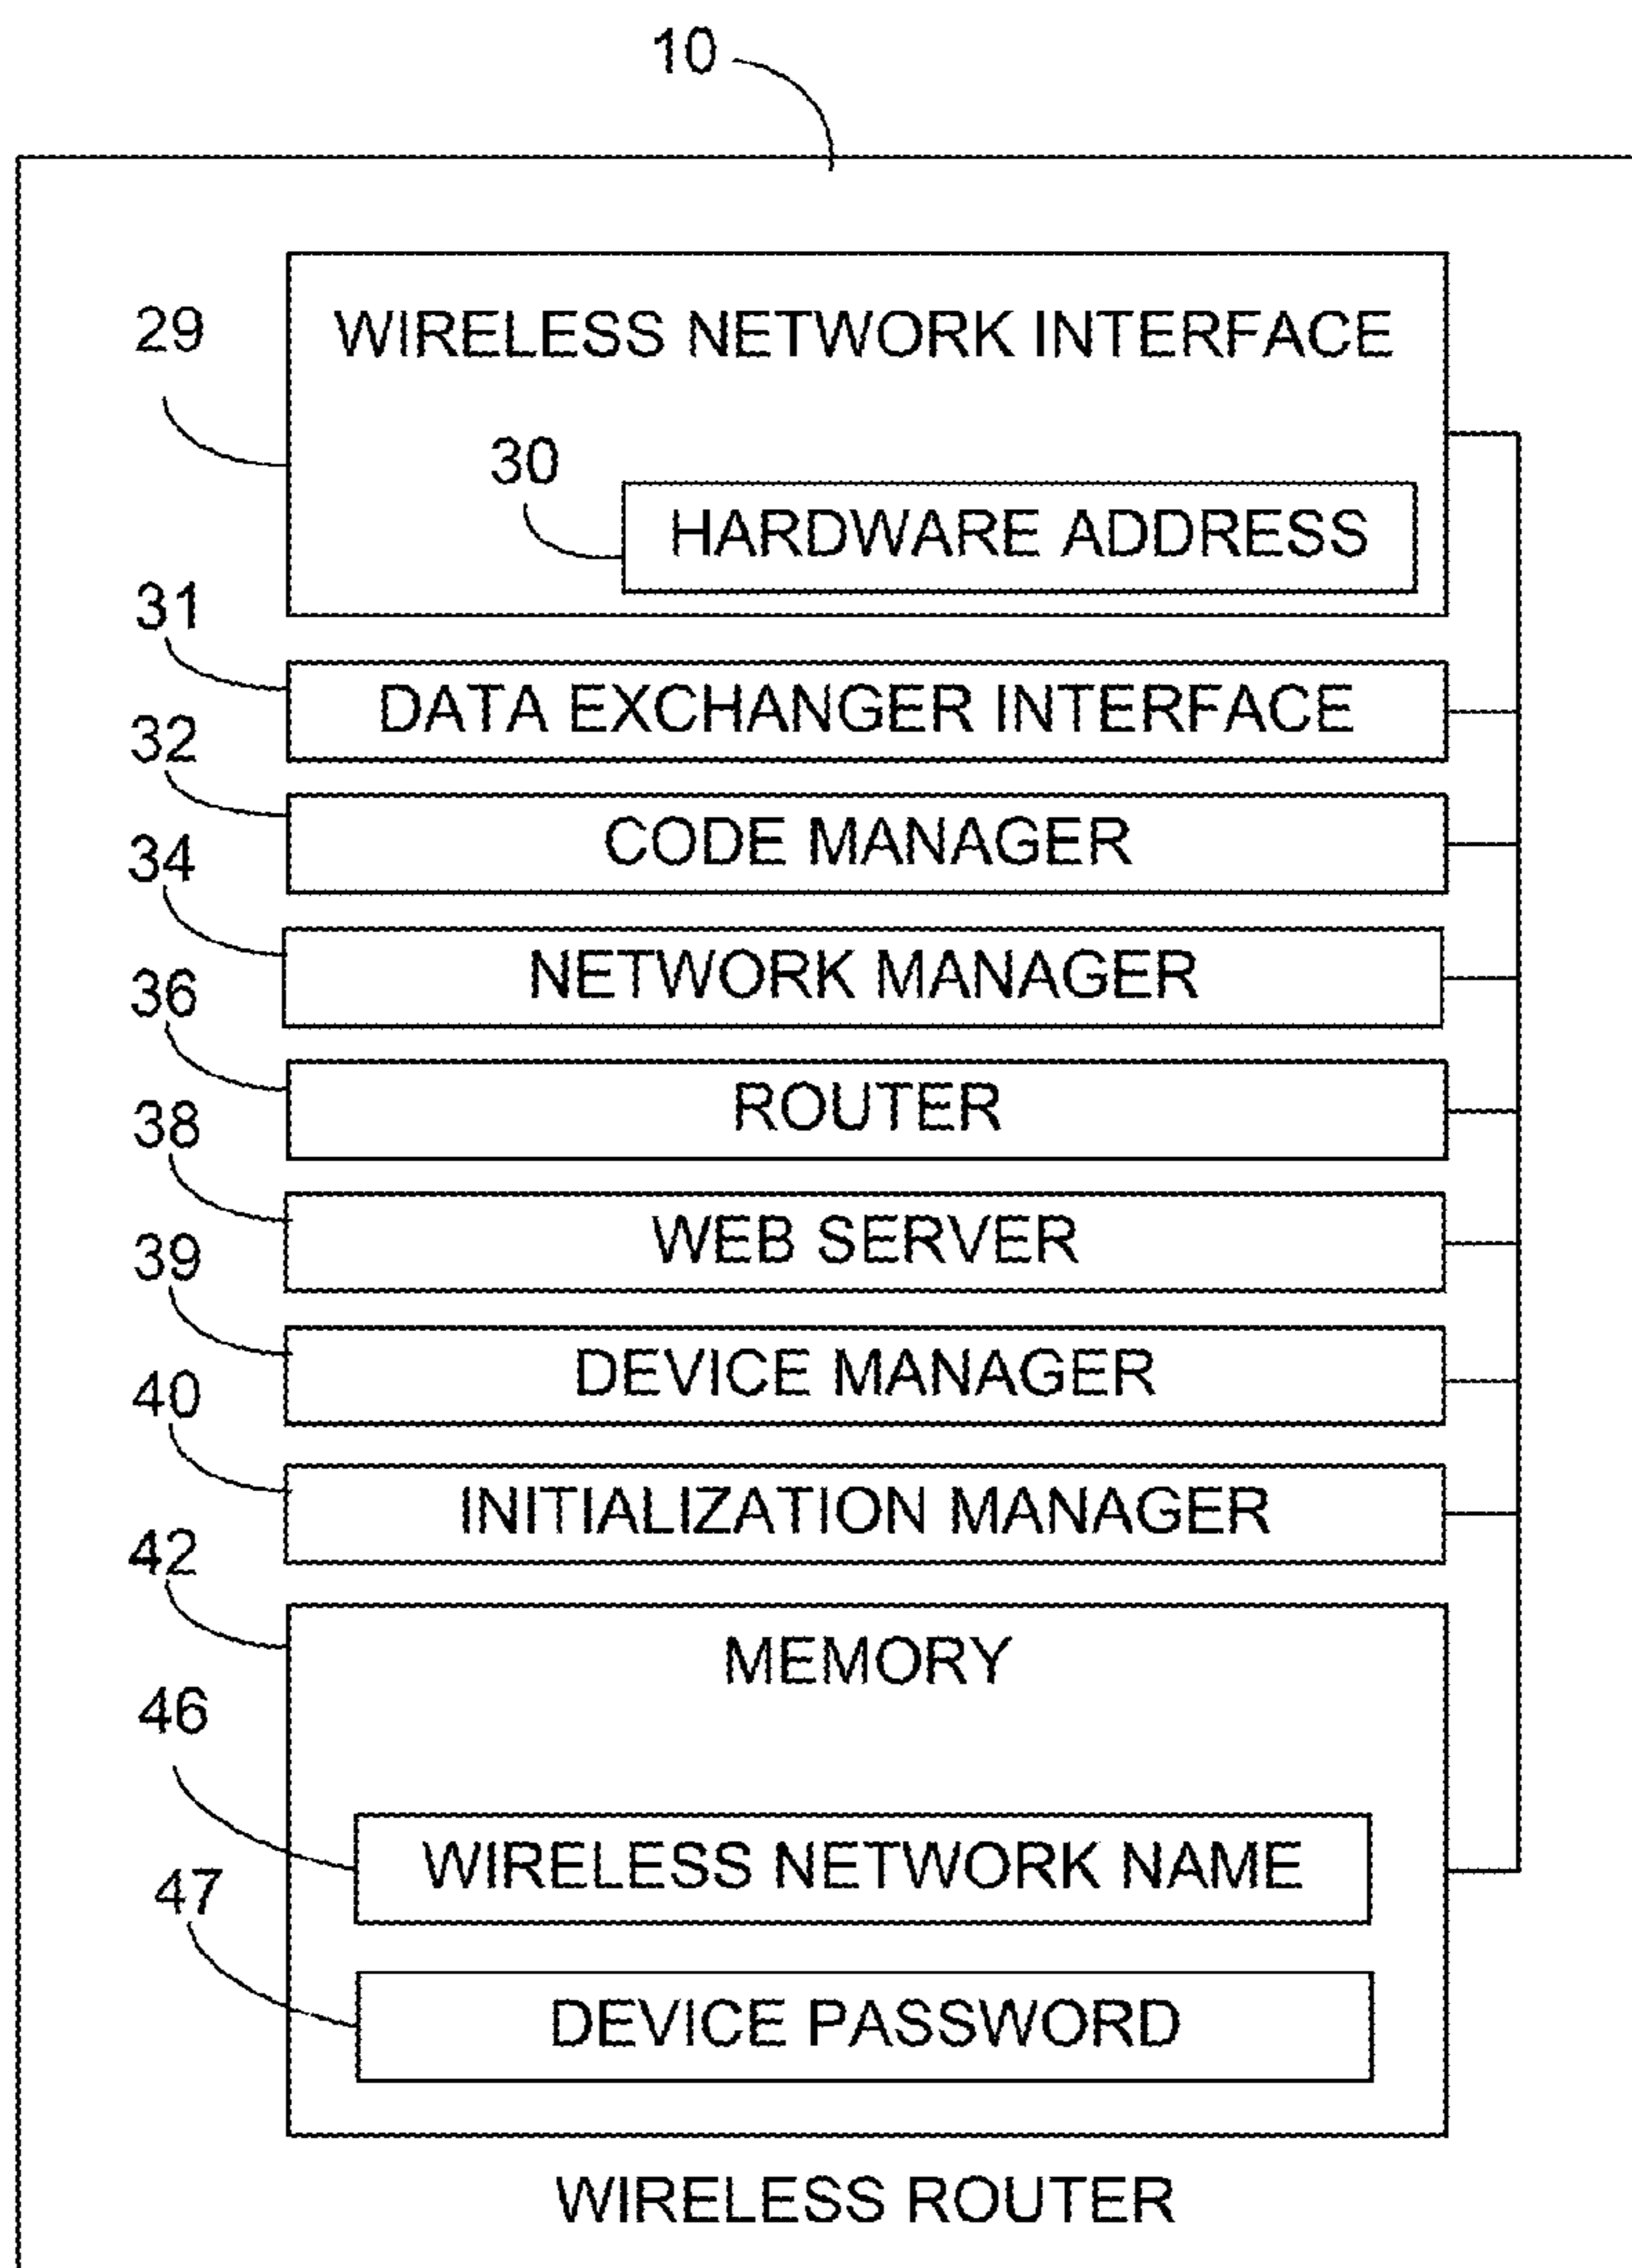 10
29
WIRELESS NETWORK INTERFACE
30
HARDWARE ADDRESS
31
DATA EXCHANGER INTERFACE
32
CODE MANAGER
34
NETWORK MANAGER
36
ROUTER
38
WEB SERVER
39
DEVICE MANAGER
40
INITIALIZATION MANAGER
42
MEMORY
46
WIRELESS NETWORK NAME
47
DEVICE PASSWORD
WIRELESS ROUTER